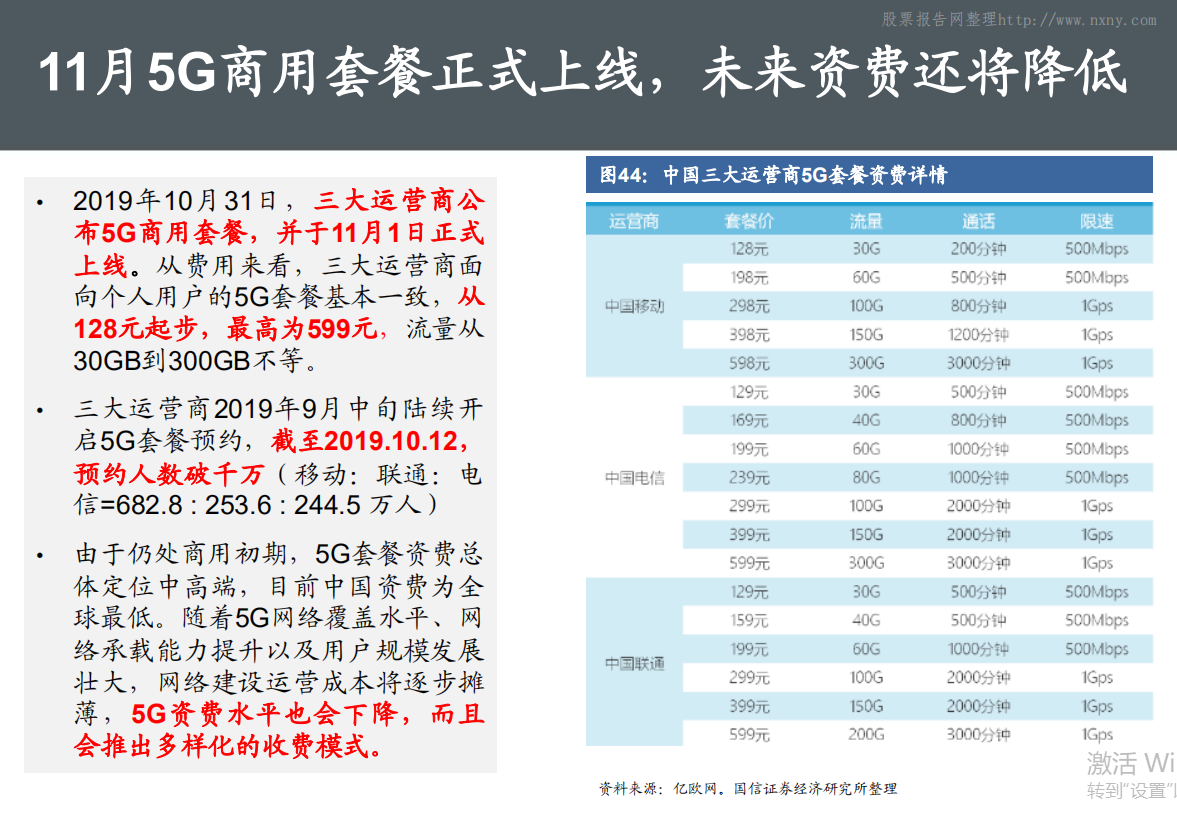 股票报告网整理http://www.nxny.com
11月5G商用套餐正式上线，未来资费还将降低
• 2019年10月31日，三大运营商公
布5G商用套餐，并于11月1日正式
上线。从费用来看，三大运营商面
向个人用户的5G套餐基本一致，从
128元起步，最高为599元，流量从
30GB到300GB不等。
• 三大运营商2019年9月中旬陆续开
启5G套餐预约，截至2019.10.12，
预约人数破千万（移动：联通：电
信=682.8 : 253.6 : 244.5 万人）
• 由于仍处商用初期，5G套餐资费总
体定位中高端，目前中国资费为全
球最低。随着5G网络覆盖水平、网
络承载能力提升以及用户规模发展
壮大，网络建设运营成本将逐步摊
薄，5G资费水平也会下降，而且
会推出多样化的收费模式。
图44：中国三大运营商5G套餐资费详情
运营商 套餐价 流量 通话 限速
128元 30G 200分钟 500Mbps
198元 60G 500分钟 500Mbps
中国移动 298元 100G 800分钟 1Gps
398元 150G 1200分钟 1Gps
598元 300G 3000分钟 1Gps
129元 30G 500分钟 500Mbps
169元 40G 800分钟 500Mbps
199元 60G 1000分钟 500Mbps
中国电信 239元 80G 1000分钟 500Mbps
299元 100G 2000分钟 1Gps
399元 150G 2000分钟 1Gps
599元 300G 3000分钟 1Gps
129元 30G 500分钟 500Mbps
159元 40G 500分钟 500Mbps
199元 60G 1000分钟 500Mbps
中国联通
299元 100G 2000分钟 1Gps
399元 150G 2000分钟 1Gps
599元 200G 3000分钟 1Gps
资料来源：亿欧网。国信证券经济研究所整理
激活 Wi
转到“设置”以